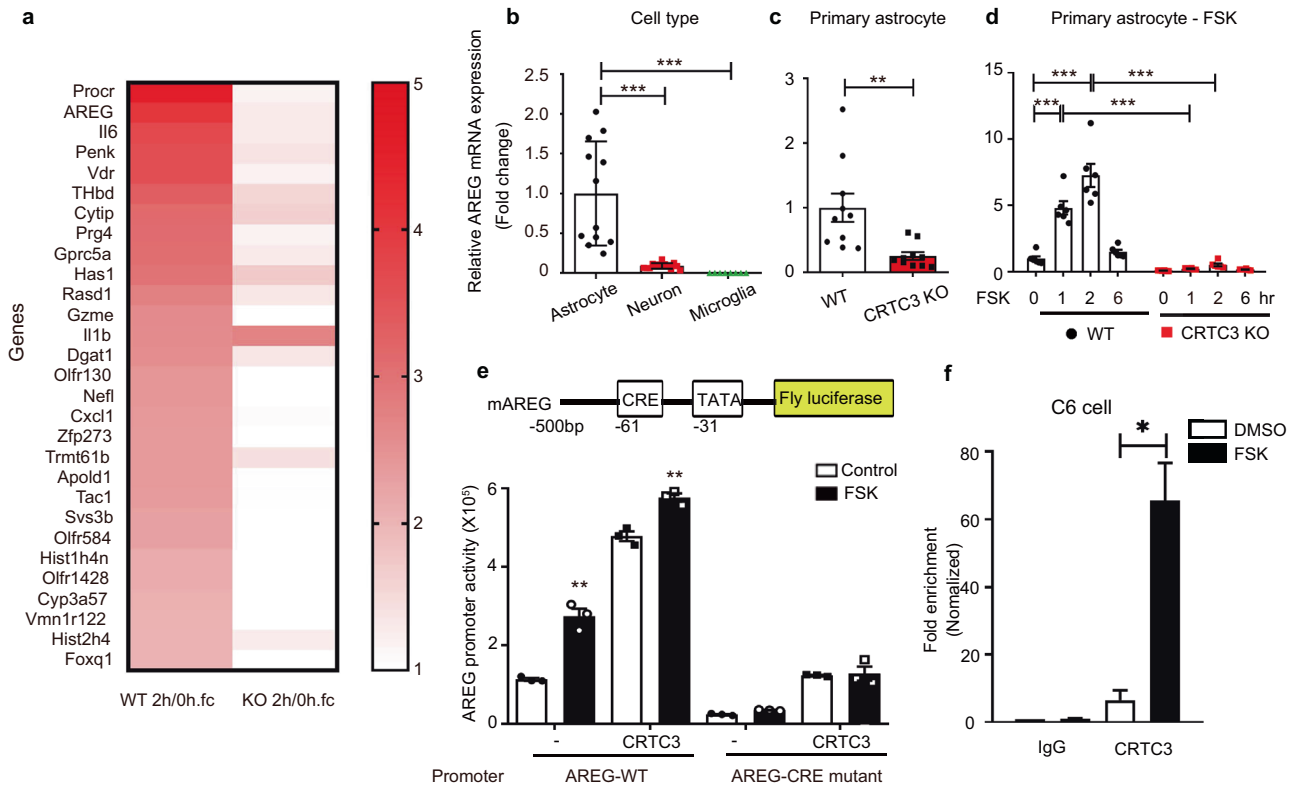 a
Procr
AREG
Il6
Penk
Vdr
THbd
Cytip
Prg4
Gprc5a
Has1
Rasd1
Gzme
Il1b
Dgat1
Olfr130
Nefl
Cxcl1
Zfp273
Trmt61b
Apold1
Tac1
Svs3b
Olfr584
Hist1h4n
Olfr1428
Cyp3a57
Vmn1r122
Hist2h4
Foxq1
Genes
WT 2h/0h.fc KO 2h/0h.fc
5
4
3
2
1
b
Cell type
Relative AREG mRNA expression
(Fold change)
2.5
2.0
1.5
1.0
0.5
0
***
***
Astrocyte
Neuron
Microglia
c
Primary astrocyte
3
2
1
0
**
WT
CRTC3 KO
d
Primary astrocyte - FSK
15
10
5
0
*** ***
*** ***
FSK 0 1 2 6 0 1 2 6 hr
WT CRTC3 KO
e
mAREG CRE TATA Fly luciferase
-500bp -61 -31
AREG promoter activity (X10⁵)
6
4
2
0
Control
FSK
**
**
- CRTC3 - CRTC3
Promoter AREG-WT AREG-CRE mutant
f
C6 cell
DMSO
FSK
*
Fold enrichment
(Nomalized)
80
60
40
20
0
IgG CRTC3